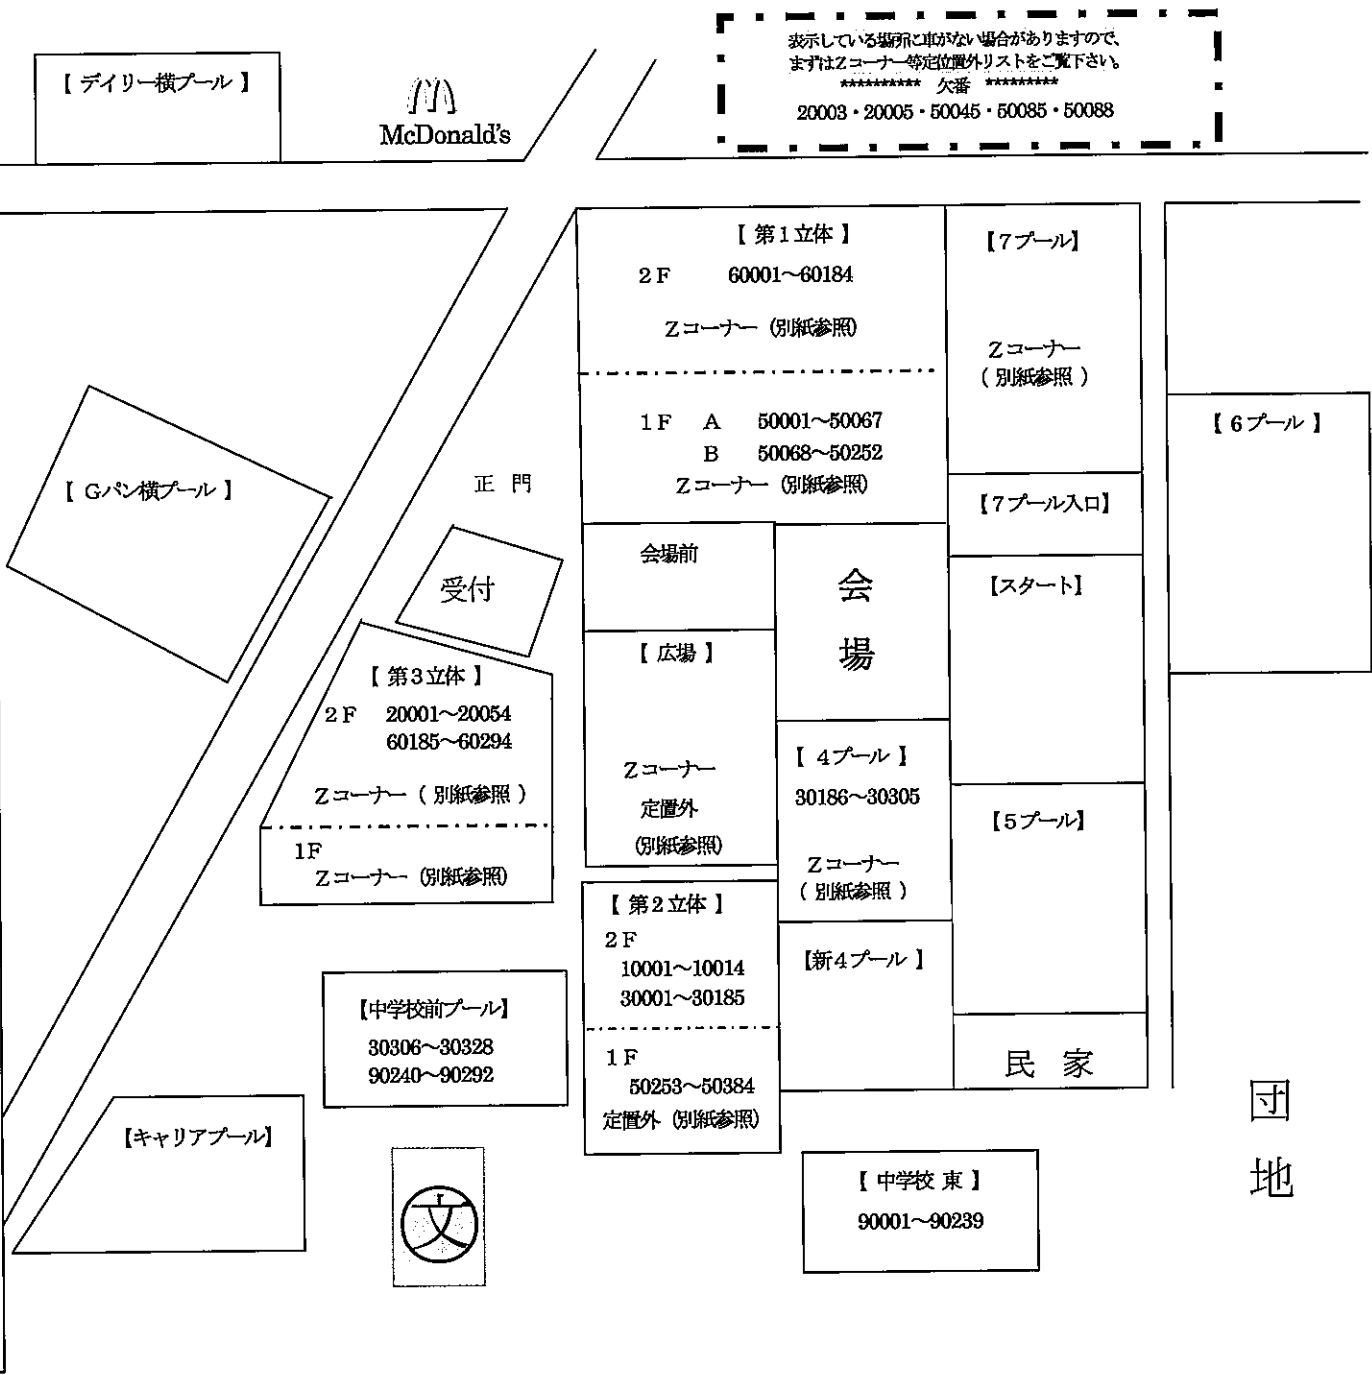 表示している場所に車がない場合がありますので、
まずはZコーナー等定位置外リストをご覧下さい。
********** 欠番 *********
20003・20005・50045・50085・50088
【 デイリー横プール 】
McDonald's
【 第1立体 】
2F 60001～60184
Zコーナー (別紙参照)
1F A 50001～50067
B 50068～50252
Zコーナー (別紙参照)
【7プール】
Zコーナー
( 別紙参照 )
【 6プール 】
【7プール入口】
【 Gパン横プール 】
正 門
受付
会場前
会
場
【スタート】
【 広場 】
Zコーナー
定置外
(別紙参照)
【 第3立体 】
2F 20001～20054
60185～60294
Zコーナー ( 別紙参照 )
1F
Zコーナー (別紙参照)
【 4プール 】
30186～30305
Zコーナー
( 別紙参照 )
【5プール】
【 第2立体 】
2F
10001～10014
30001～30185
1F
50253～50384
定置外 (別紙参照)
【新4プール 】
【中学校前プール】
30306～30328
90240～90292
民 家
【キャリアプール】
文
【 中学校 東 】
90001～90239
団
地